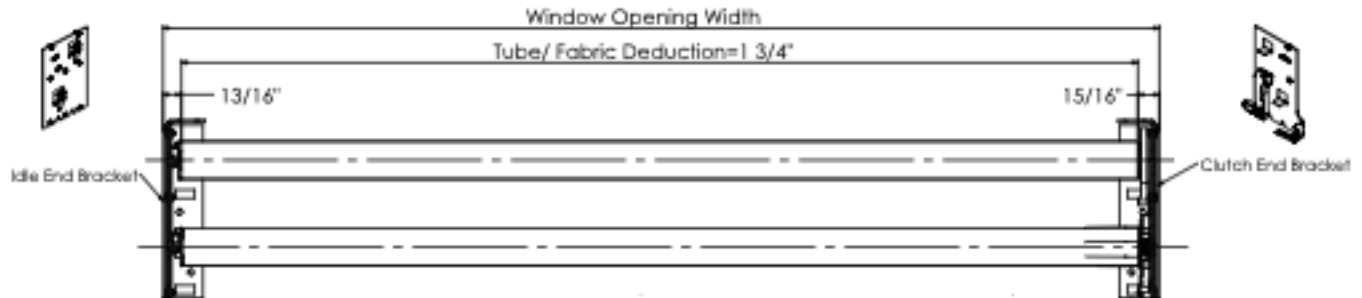 Window Opening Width
Tube/ Fabric Deduction=1 3/4"
13/16"
15/16"
Idle End Bracket
Clutch End Bracket